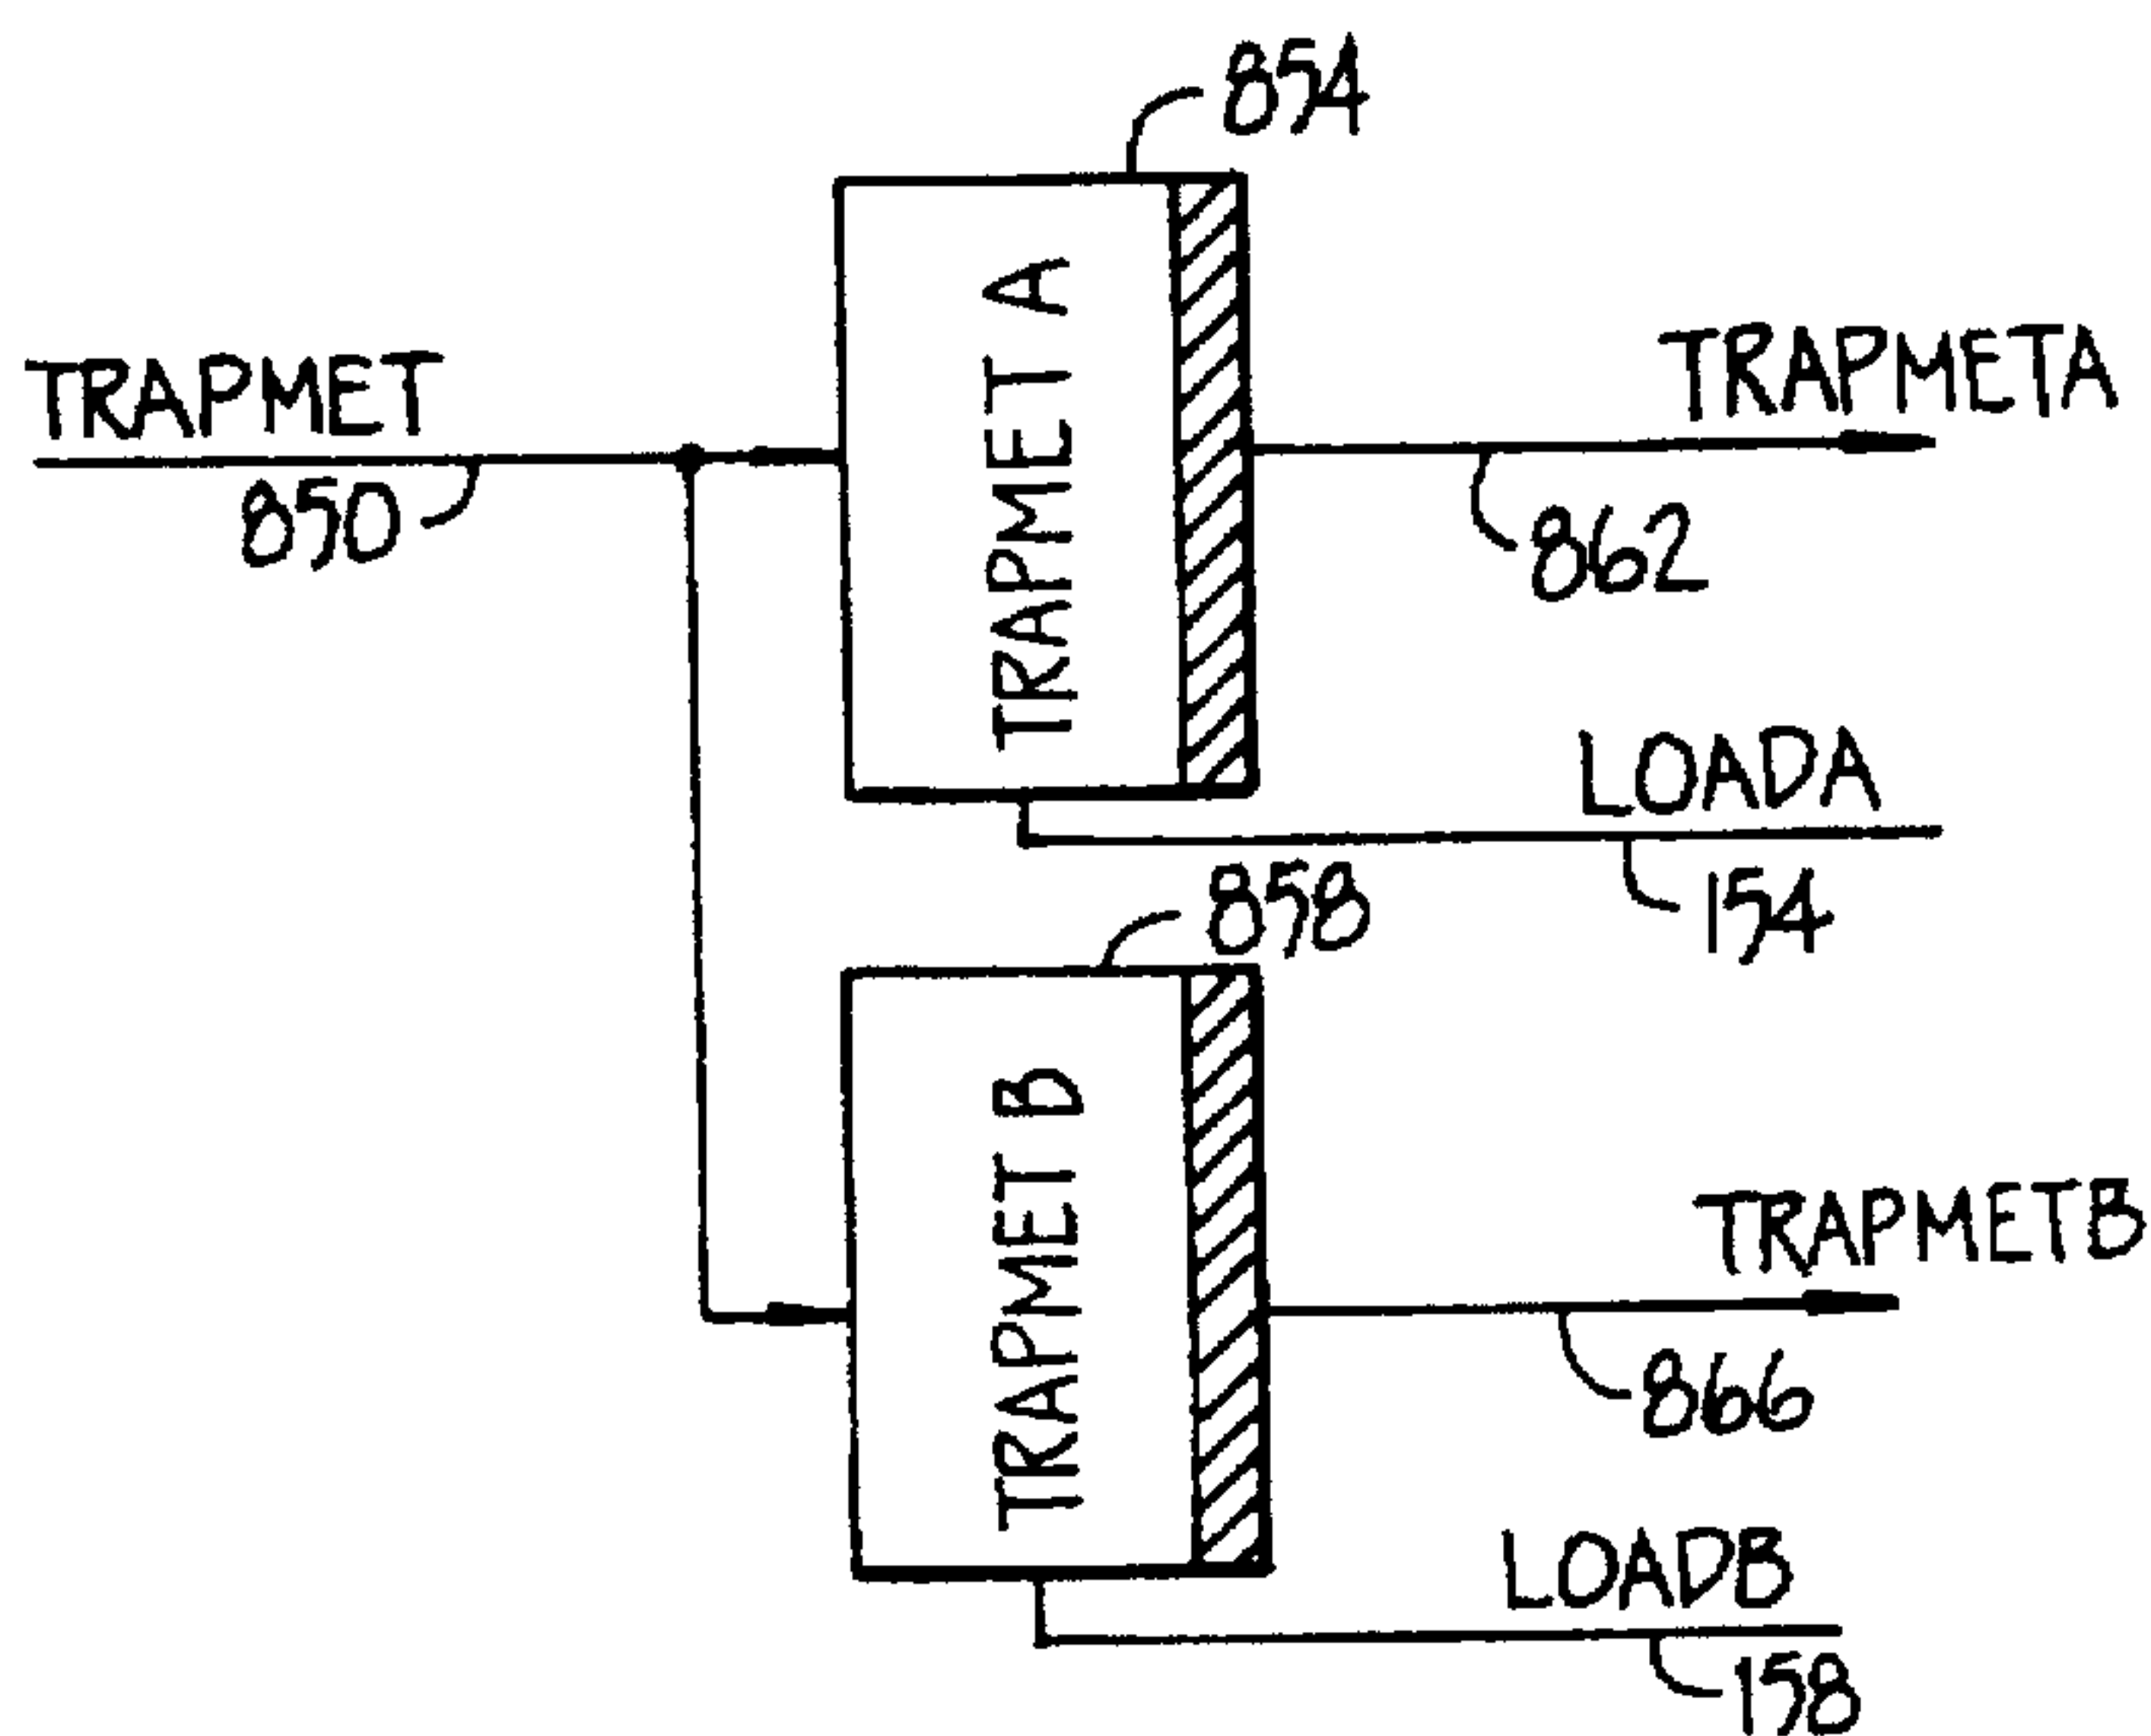 854
TRAPMET
850
TRAPMET A
TRAPMETA
862
LOADA
154
858
TRAPMET B
TRAPMETB
866
LOADB
158